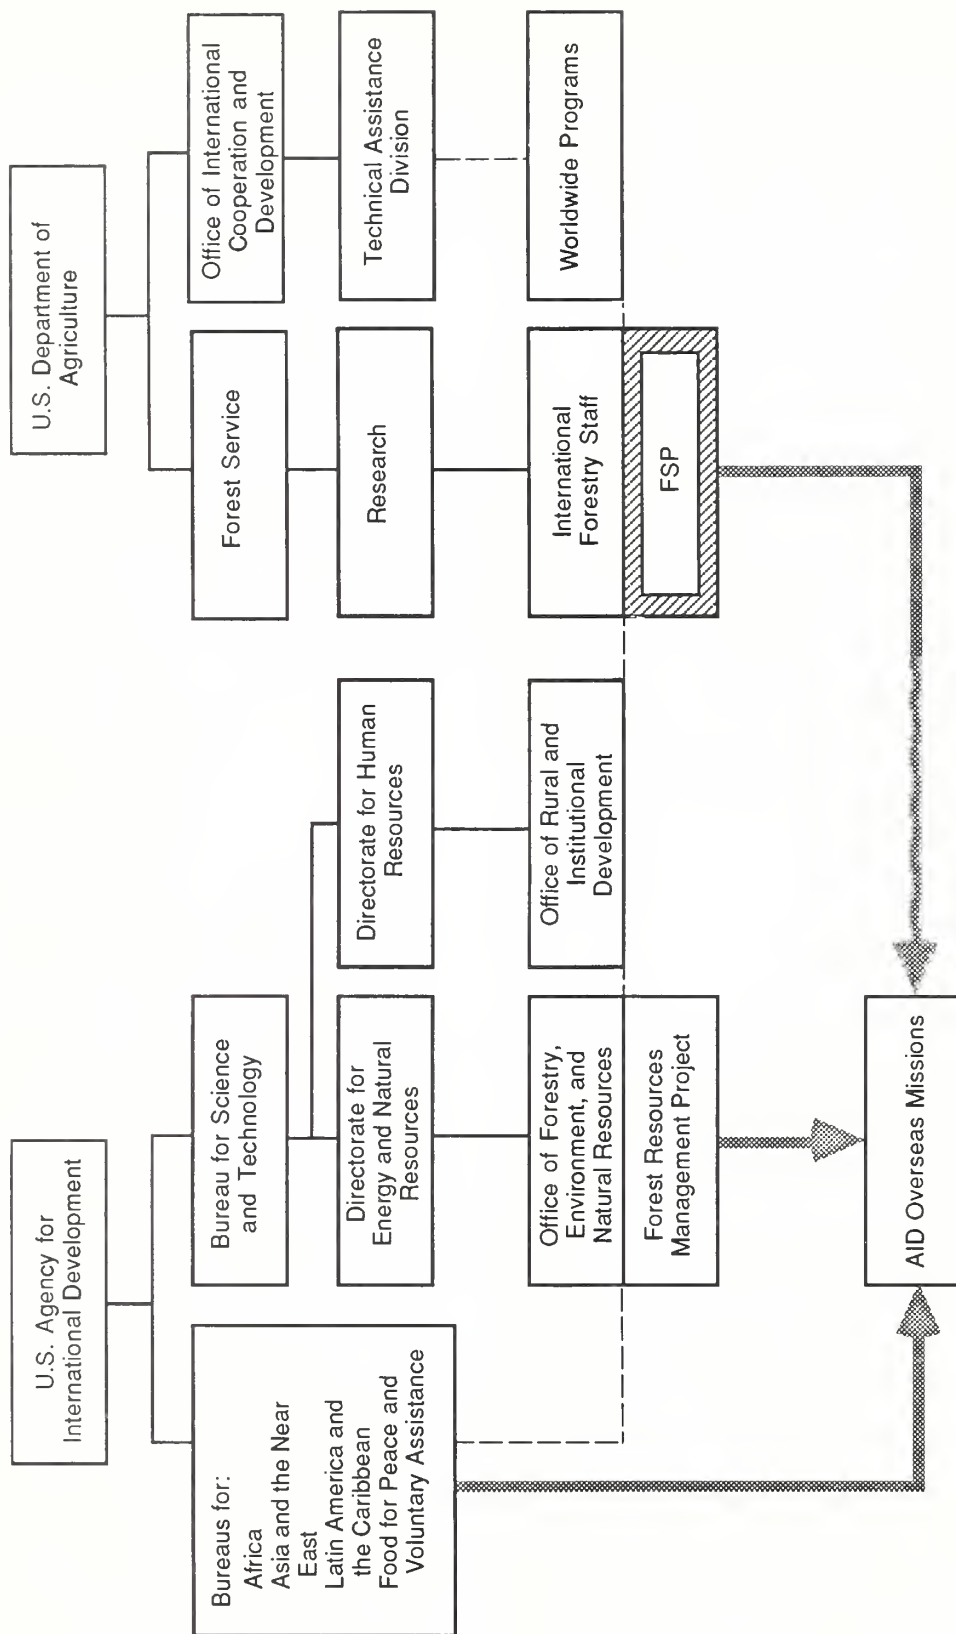 U.S. Agency for
International Development
U.S. Department of
Agriculture
Bureaus for:
Africa
Asia and the Near
East
Latin America and
the Caribbean
Food for Peace and
Voluntary Assistance
Bureau for Science
and Technology
Forest Service
Office of International
Cooperation and
Development
Directorate for
Energy and Natural
Resources
Directorate for Human
Resources
Research
Technical Assistance
Division
Office of Forestry,
Environment, and
Natural Resources
Office of Rural and
Institutional
Development
International
Forestry Staff
Worldwide Programs
Forest Resources
Management Project
FSP
AID Overseas Missions